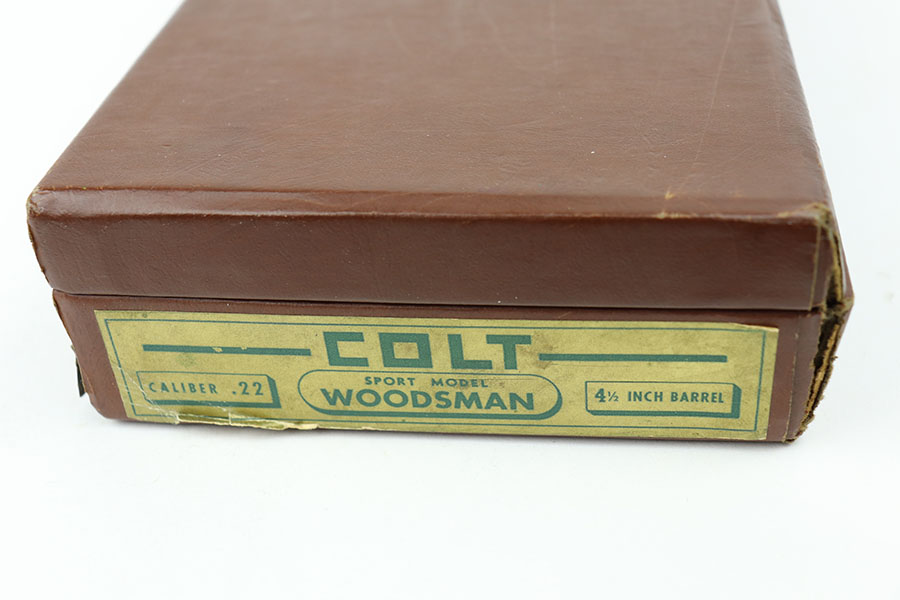 COLT
CALIBER .22
SPORT MODEL
WOODSMAN
4½ INCH BARREL